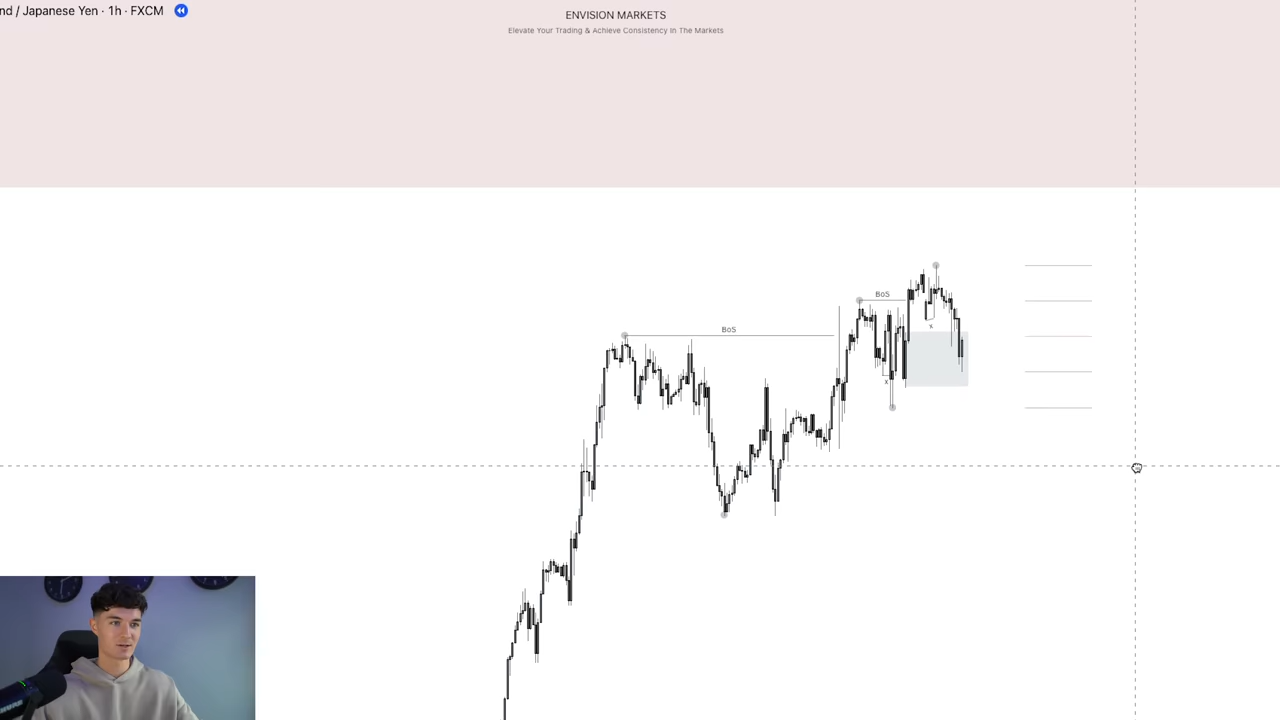 nd / Japanese Yen · 1h · FXCM
ENVISION MARKETS
Elevate Your Trading & Achieve Consistency In The Markets
BoS
BoS
x
x